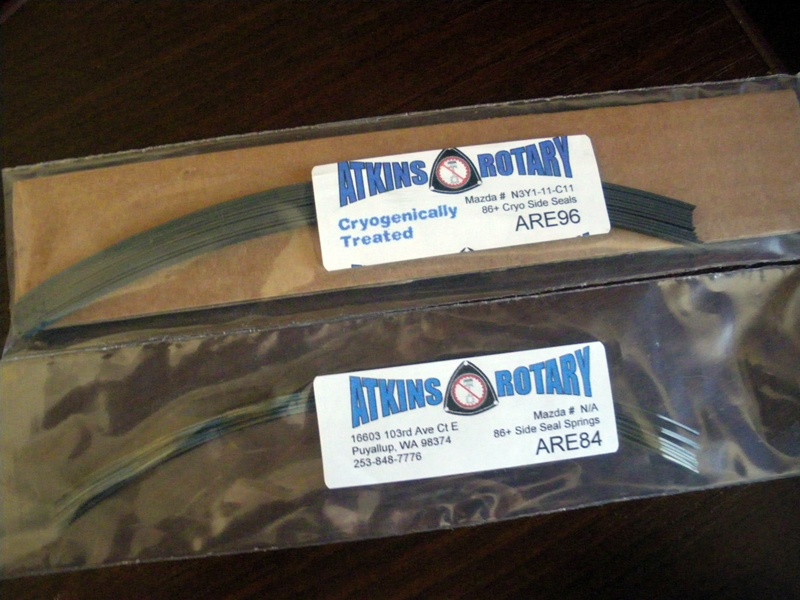 ATKINS ROTARY
Cryogenically
Treated
Mazda # N3Y1-11-C11
86+ Cryo Side Seals
ARE96
ATKINS ROTARY
16603 103rd Ave Ct E
Puyallup, WA 98374
253-848-7776
Mazda # N/A
86+ Side Seal Springs
ARE84